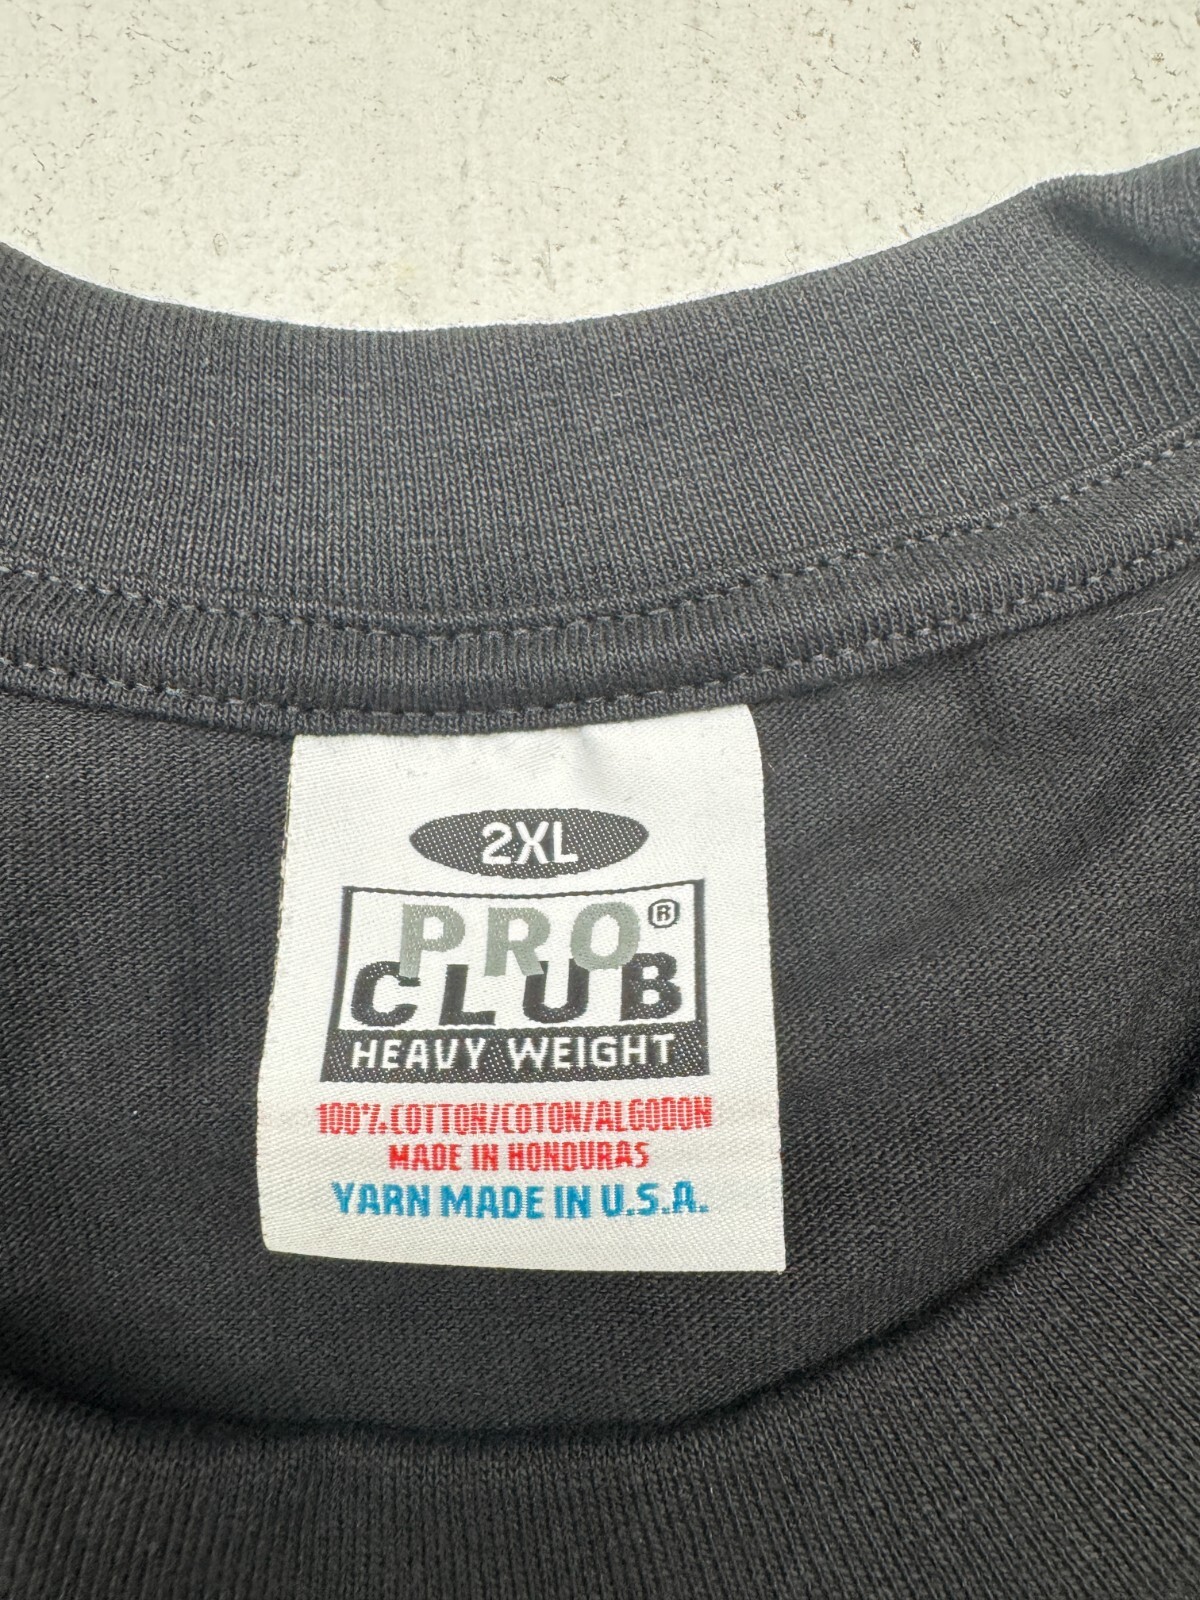 2XL
PRO®
CLUB
HEAVY WEIGHT
100% COTTON/COTON/ALGODON
MADE IN HONDURAS
YARN MADE IN U.S.A.